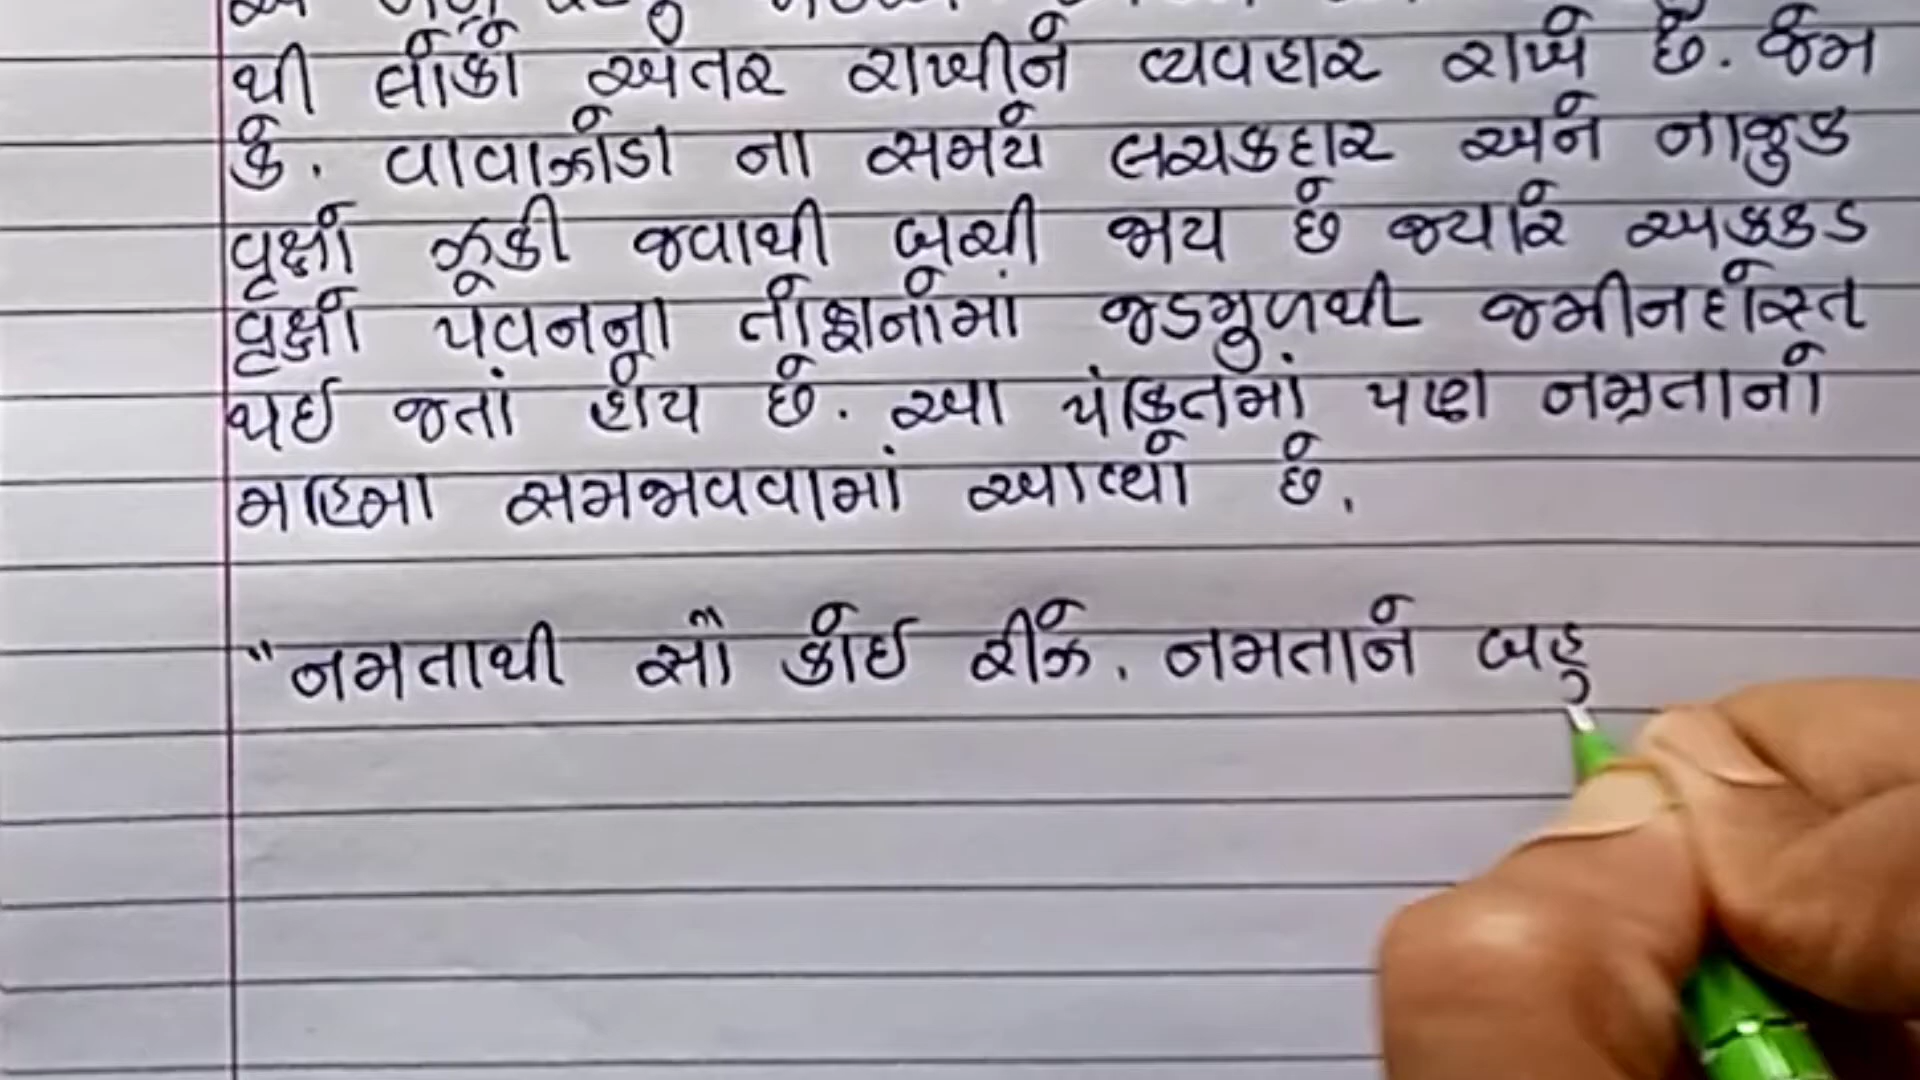 થી લોકો અંતર રાખીને વ્યવહાર રાખે છે. જેમ
કે. વાવાઝોડા ના સમયે લચકદાર અને નાજુક
વૃક્ષો ઝૂકી જવાથી બચી જાય છે જ્યારે અક્કડ
વૃક્ષો પવનના તોફાનોમાં જડમુળથી જમીનદોસ્ત
થઈ જતાં હોય છે. આ પંક્તિમાં પણ નમ્રતાનો
મહિમા સમજાવવામાં આવ્યો છે.
"નમતાથી સૌ કોઈ રીઝે. નમતાને બહુ